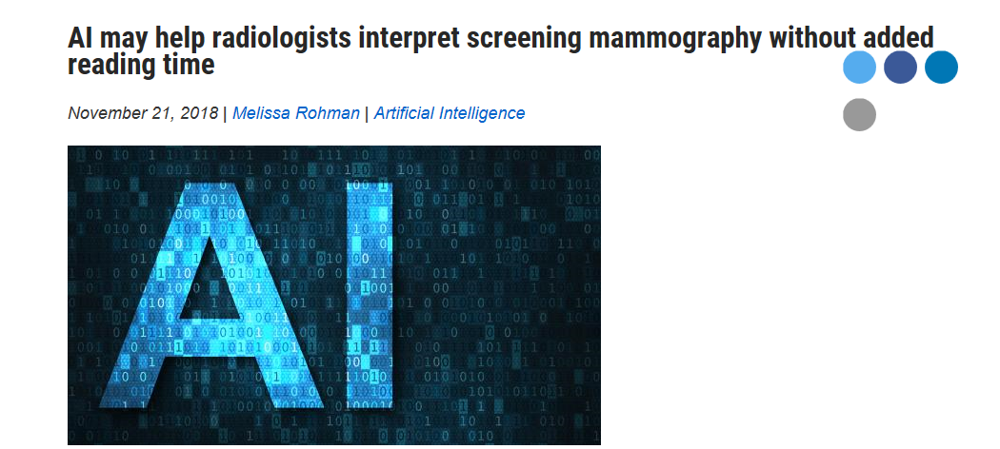 AI may help radiologists interpret screening mammography without added
reading time
November 21, 2018 | Melissa Rohman | Artificial Intelligence
AI